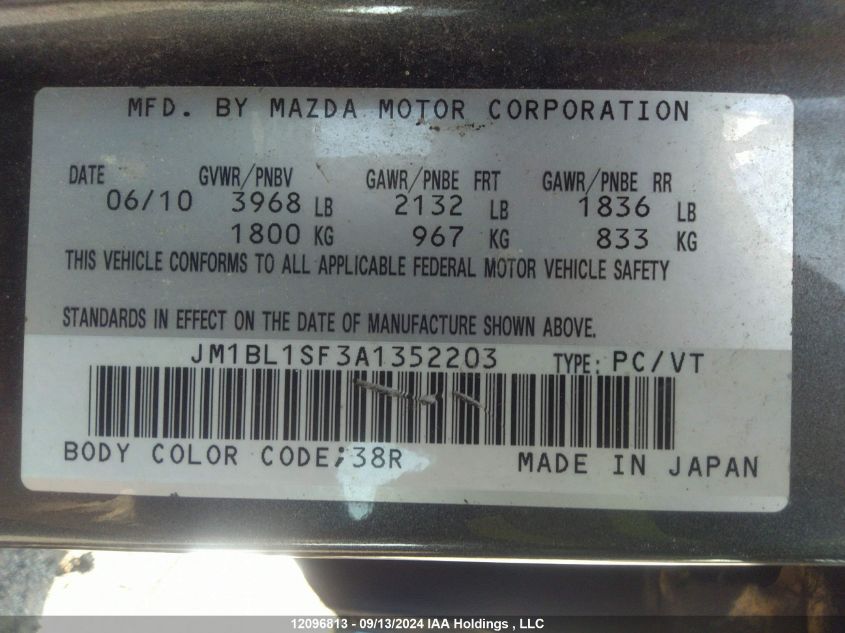 MFD. BY MAZDA MOTOR CORPORATION
DATE GVWR/PNBV GAWR/PNBE FRT GAWR/PNBE RR
06/10 3968 LB 2132 LB 1836 LB
1800 KG 967 KG 833 KG
THIS VEHICLE CONFORMS TO ALL APPLICABLE FEDERAL MOTOR VEHICLE SAFETY
STANDARDS IN EFFECT ON THE DATE OF MANUFACTURE SHOWN ABOVE.
JM1BL1SF3A1352203 TYPE: PC/VT
BODY COLOR CODE;38R MADE IN JAPAN
12096813 - 09/13/2024 IAA Holdings , LLC